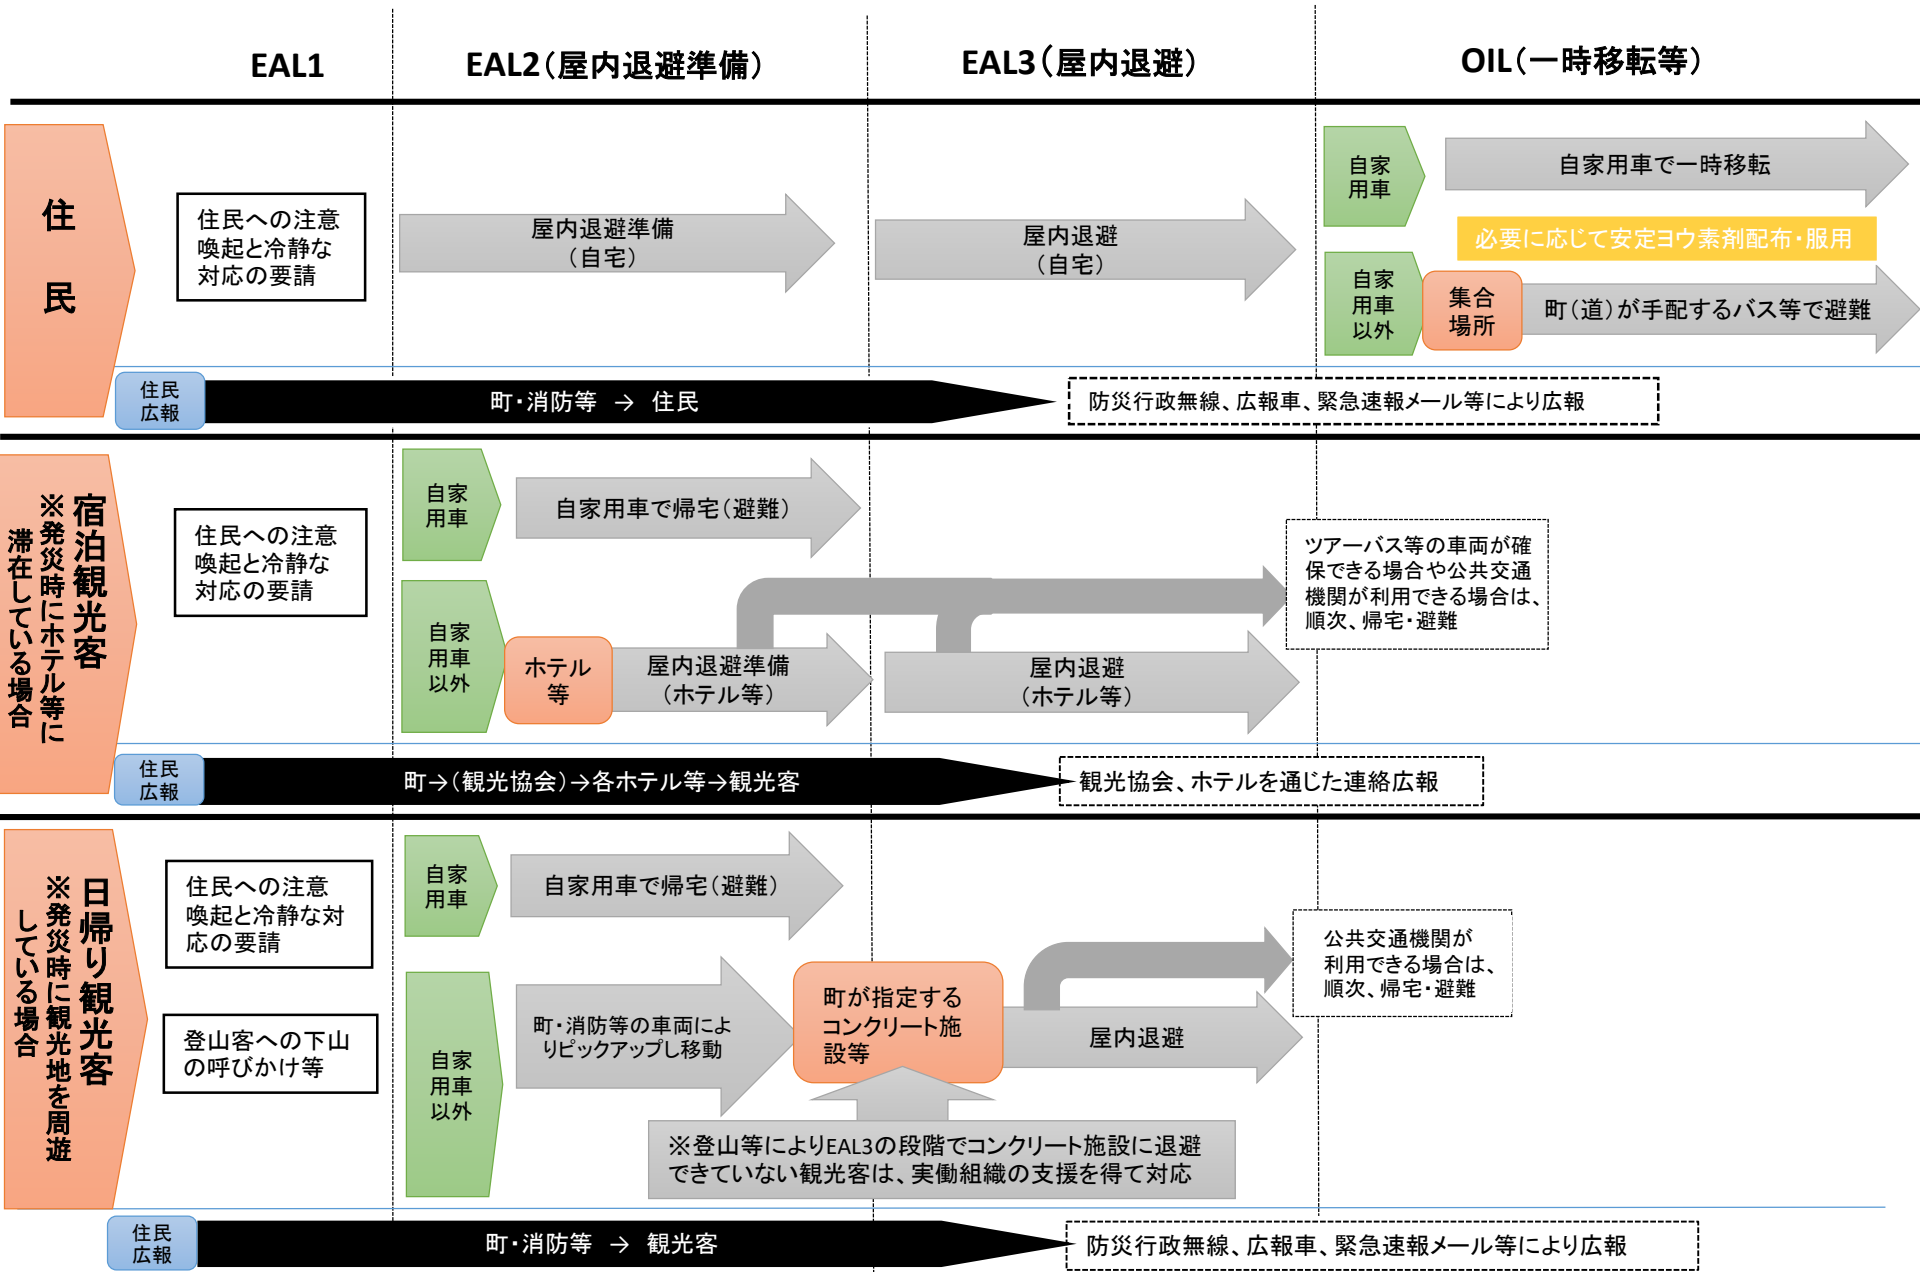 EAL1
EAL2（屋内退避準備）
EAL3（屋内退避）
OIL（一時移転等）
住民
住民への注意
喚起と冷静な
対応の要請
屋内退避準備
（自宅）
屋内退避
（自宅）
自家
用車
自家用車で一時移転
必要に応じて安定ヨウ素剤配布・服用
自家
用車
以外
集合
場所
町（道）が手配するバス等で避難
住民
広報
町・消防等 → 住民
防災行政無線、広報車、緊急速報メール等により広報
宿泊観光客
※発災時にホテル等に
滞在している場合
住民への注意
喚起と冷静な
対応の要請
自家
用車
自家用車で帰宅（避難）
自家
用車
以外
ホテル
等
屋内退避準備
（ホテル等）
屋内退避
（ホテル等）
ツアーバス等の車両が確
保できる場合や公共交通
機関が利用できる場合は、
順次、帰宅・避難
住民
広報
町→（観光協会）→各ホテル等→観光客
観光協会、ホテルを通じた連絡広報
日帰り観光客
※発災時に観光地を周遊
している場合
住民への注意
喚起と冷静な対
応の要請
登山客への下山
の呼びかけ等
自家
用車
自家用車で帰宅（避難）
自家
用車
以外
町・消防等の車両によ
りピックアップし移動
町が指定する
コンクリート施
設等
屋内退避
公共交通機関が
利用できる場合は、
順次、帰宅・避難
※登山等によりEAL3の段階でコンクリート施設に退避
できていない観光客は、実働組織の支援を得て対応
住民
広報
町・消防等 → 観光客
防災行政無線、広報車、緊急速報メール等により広報